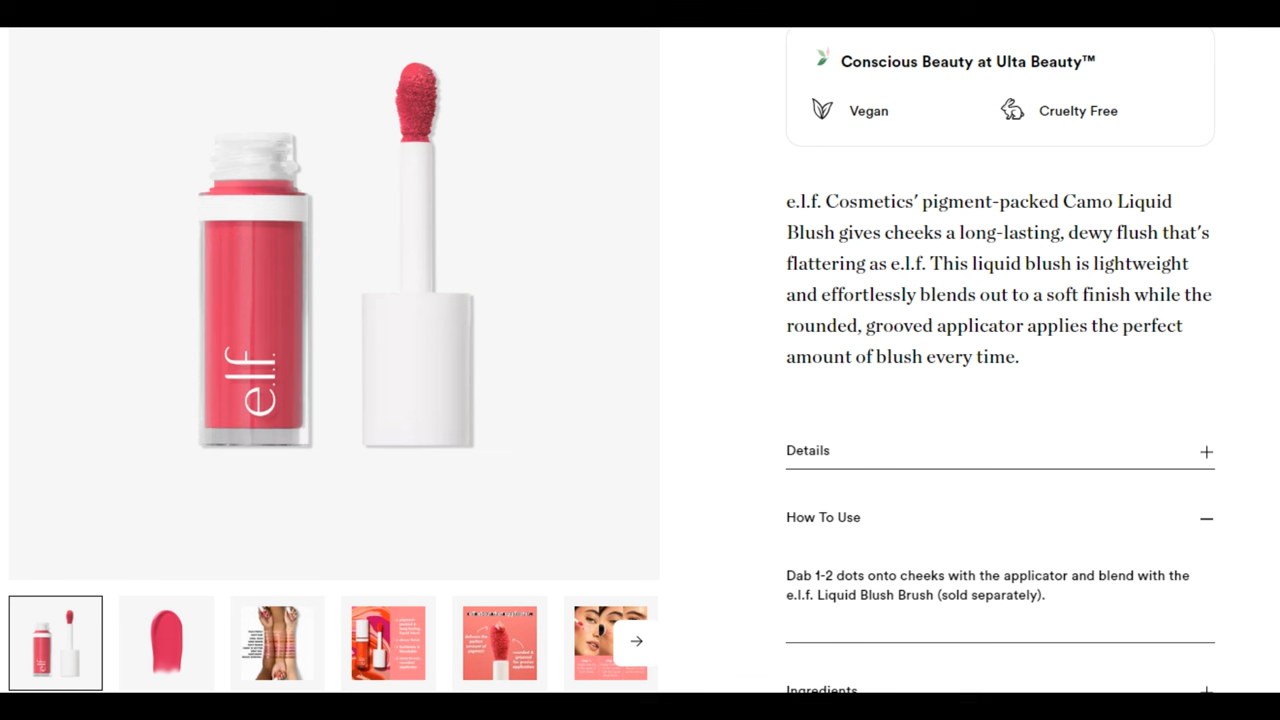 Conscious Beauty at Ulta Beauty™
Vegan
Cruelty Free
e.l.f. Cosmetics' pigment-packed Camo Liquid
Blush gives cheeks a long-lasting, dewy flush that's
flattering as e.l.f. This liquid blush is lightweight
and effortlessly blends out to a soft finish while the
rounded, grooved applicator applies the perfect
amount of blush every time.
Details
How To Use
Dab 1-2 dots onto cheeks with the applicator and blend with the
e.l.f. Liquid Blush Brush (sold separately).
Ingredients
e.l.f.
elf